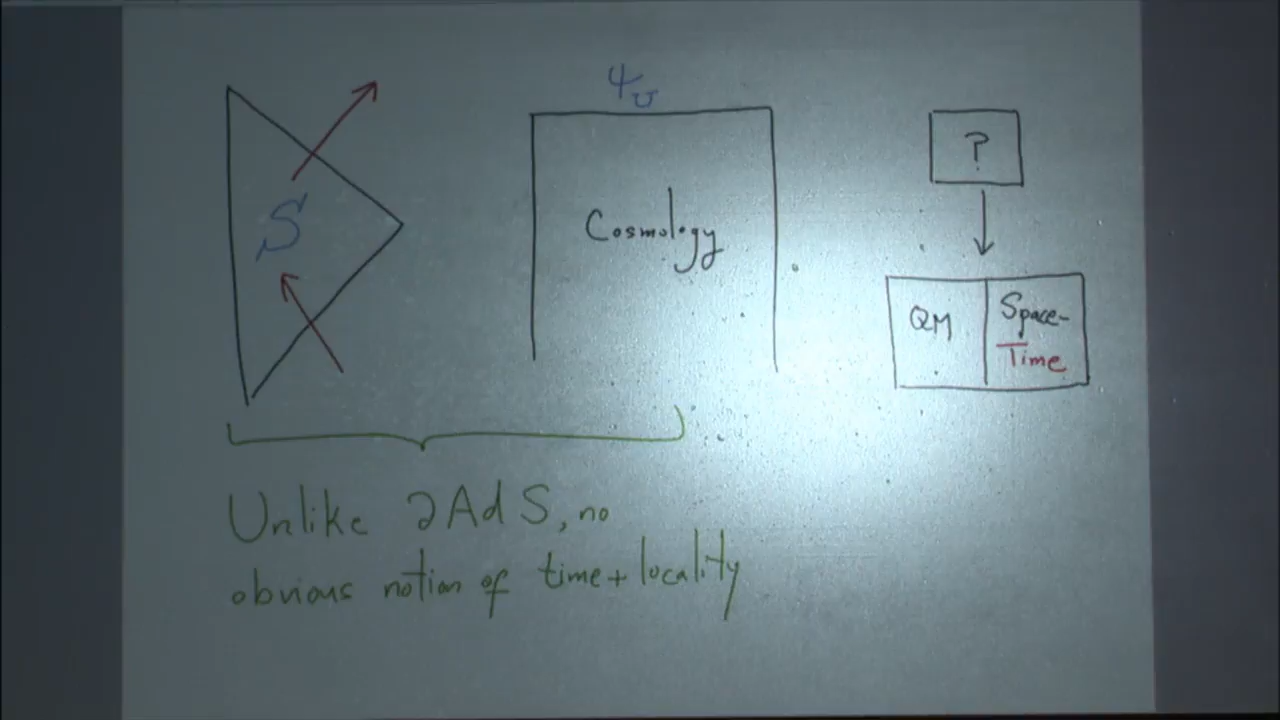 Ψ_U
?
S
Cosmology
QM
Space-
Time
Unlike ∂AdS, no
obvious notion of time + locality